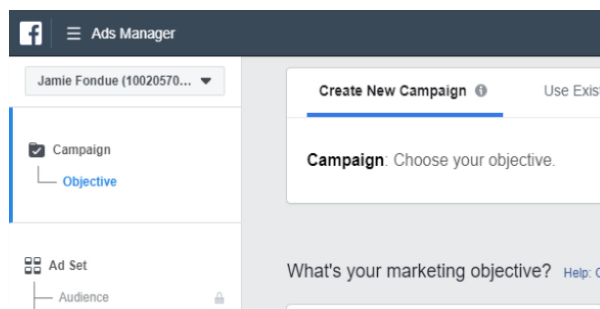 Ads Manager
Jamie Fondue (10020570...
Create New Campaign
Use Exis
Campaign
Objective
Campaign: Choose your objective.
Ad Set
Audience
What's your marketing objective? Help: